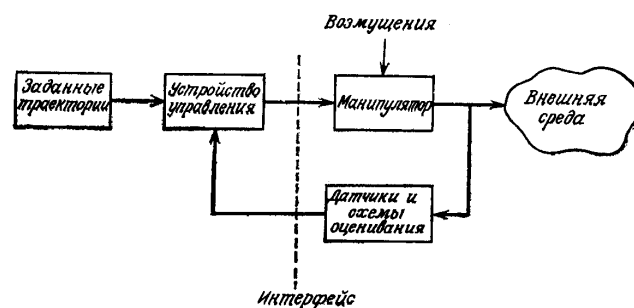 Возмущения
Заданные
траектории
Устройство
управления
Манипулятор
Внешняя
среда
Датчики и
схемы
оценивания
Интерфейс